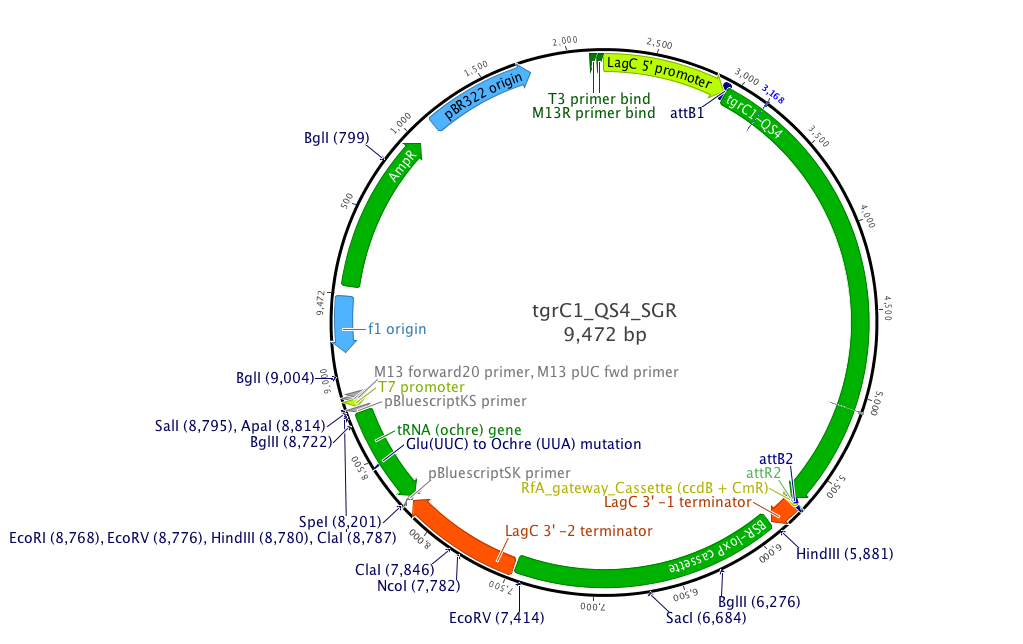 2,000
2,500
1,500
LagC 5' promoter
pBR322 origin
3,000
3,168
T3 primer bind
M13R primer bind
attB1
tgrC1-QS4
1,000
BglI (799)
3,500
AmpR
500
4,000
9,472
4,500
tgrC1_QS4_SGR
9,472 bp
f1 origin
BglI (9,004)
9,000
M13 forward20 primer, M13 pUC fwd primer
T7 promoter
pBluescriptKS primer
5,000
SalI (8,795), ApaI (8,814)
BglII (8,722)
tRNA (ochre) gene
Glu(UUC) to Ochre (UUA) mutation
8,500
attB2
attR2
pBluescriptSK primer
RfA_gateway_Cassette (ccdB + CmR)
LagC 3' -1 terminator
5,500
SpeI (8,201)
EcoRI (8,768), EcoRV (8,776), HindIII (8,780), ClaI (8,787)
8,000
LagC 3' -2 terminator
BSR-loxP cassette
6,000
HindIII (5,881)
ClaI (7,846)
NcoI (7,782)
7,500
7,000
6,500
BglII (6,276)
EcoRV (7,414)
SacI (6,684)